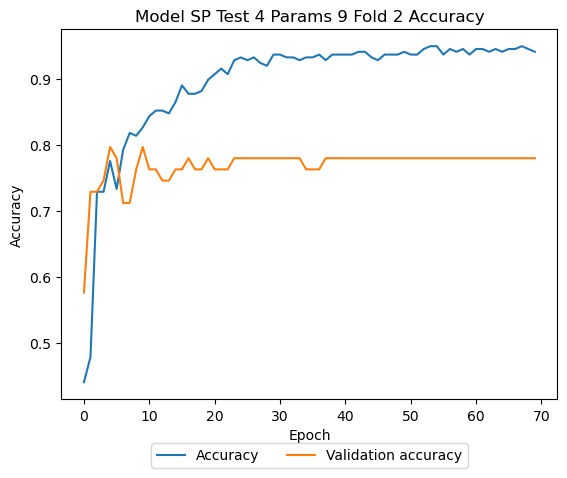 Model SP Test 4 Params 9 Fold 2 Accuracy
Accuracy
0.9
0.8
0.7
0.6
0.5
0 10 20 30 40 50 60 70
Epoch
Accuracy Validation accuracy